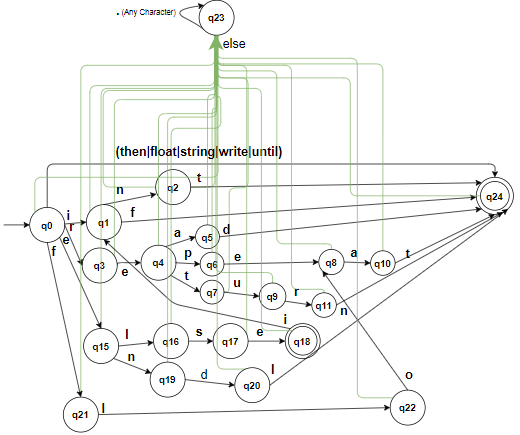 . (Any Character)
q23
else
(then|float|string|write|until)
n
q2
t
q24
q0
i
r
e
f
q1
f
q3
e
q4
a
q5
d
p
q6
e
t
q7
u
q9
r
q11
n
q8
a
q10
t
q15
l
q16
s
q17
e
q18
i
n
q19
d
q20
l
q21
l
q22
o